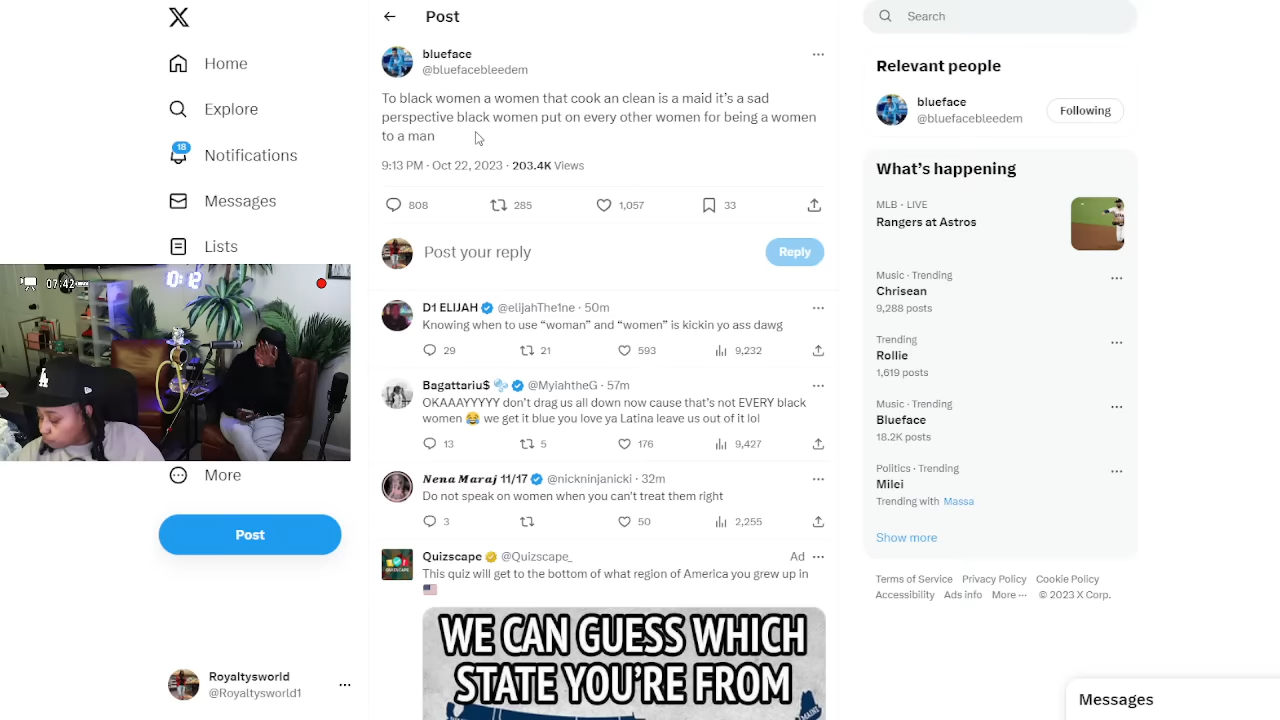 Post
Search
Home
Explore
18
Notifications
Messages
Lists
More
Post
Royaltysworld
@Royaltysworld1
07:42
0:12
blueface
@bluefacebleedem
To black women a women that cook an clean is a maid it's a sad
perspective black women put on every other women for being a women
to a man
9:13 PM · Oct 22, 2023 · 203.4K Views
808 285 1,057 33
Post your reply
Reply
D1 ELIJAH @elijahThe1ne · 50m
Knowing when to use “woman” and “women” is kickin yo ass dawg
29 21 593 9,232
Bagattariu$ @MyiahtheG · 57m
OKAAAYYYYY don't drag us all down now cause that's not EVERY black
women 😂 we get it blue you love ya Latina leave us out of it lol
13 5 176 9,427
Nena Maraj 11/17 @nickninjanicki · 32m
Do not speak on women when you can't treat them right
3 50 2,255
Quizscape @Quizscape_ Ad
This quiz will get to the bottom of what region of America you grew up in
🇺🇸
WE CAN GUESS WHICH
STATE YOU'RE FROM
MAINE
Relevant people
blueface
@bluefacebleedem
Following
What's happening
MLB · LIVE
Rangers at Astros
Music · Trending
Chrisean
9,288 posts
Trending
Rollie
1,619 posts
Music · Trending
Blueface
18.2K posts
Politics · Trending
Milei
Trending with Massa
Show more
Terms of Service Privacy Policy Cookie Policy
Accessibility Ads info More ··· © 2023 X Corp.
Messages